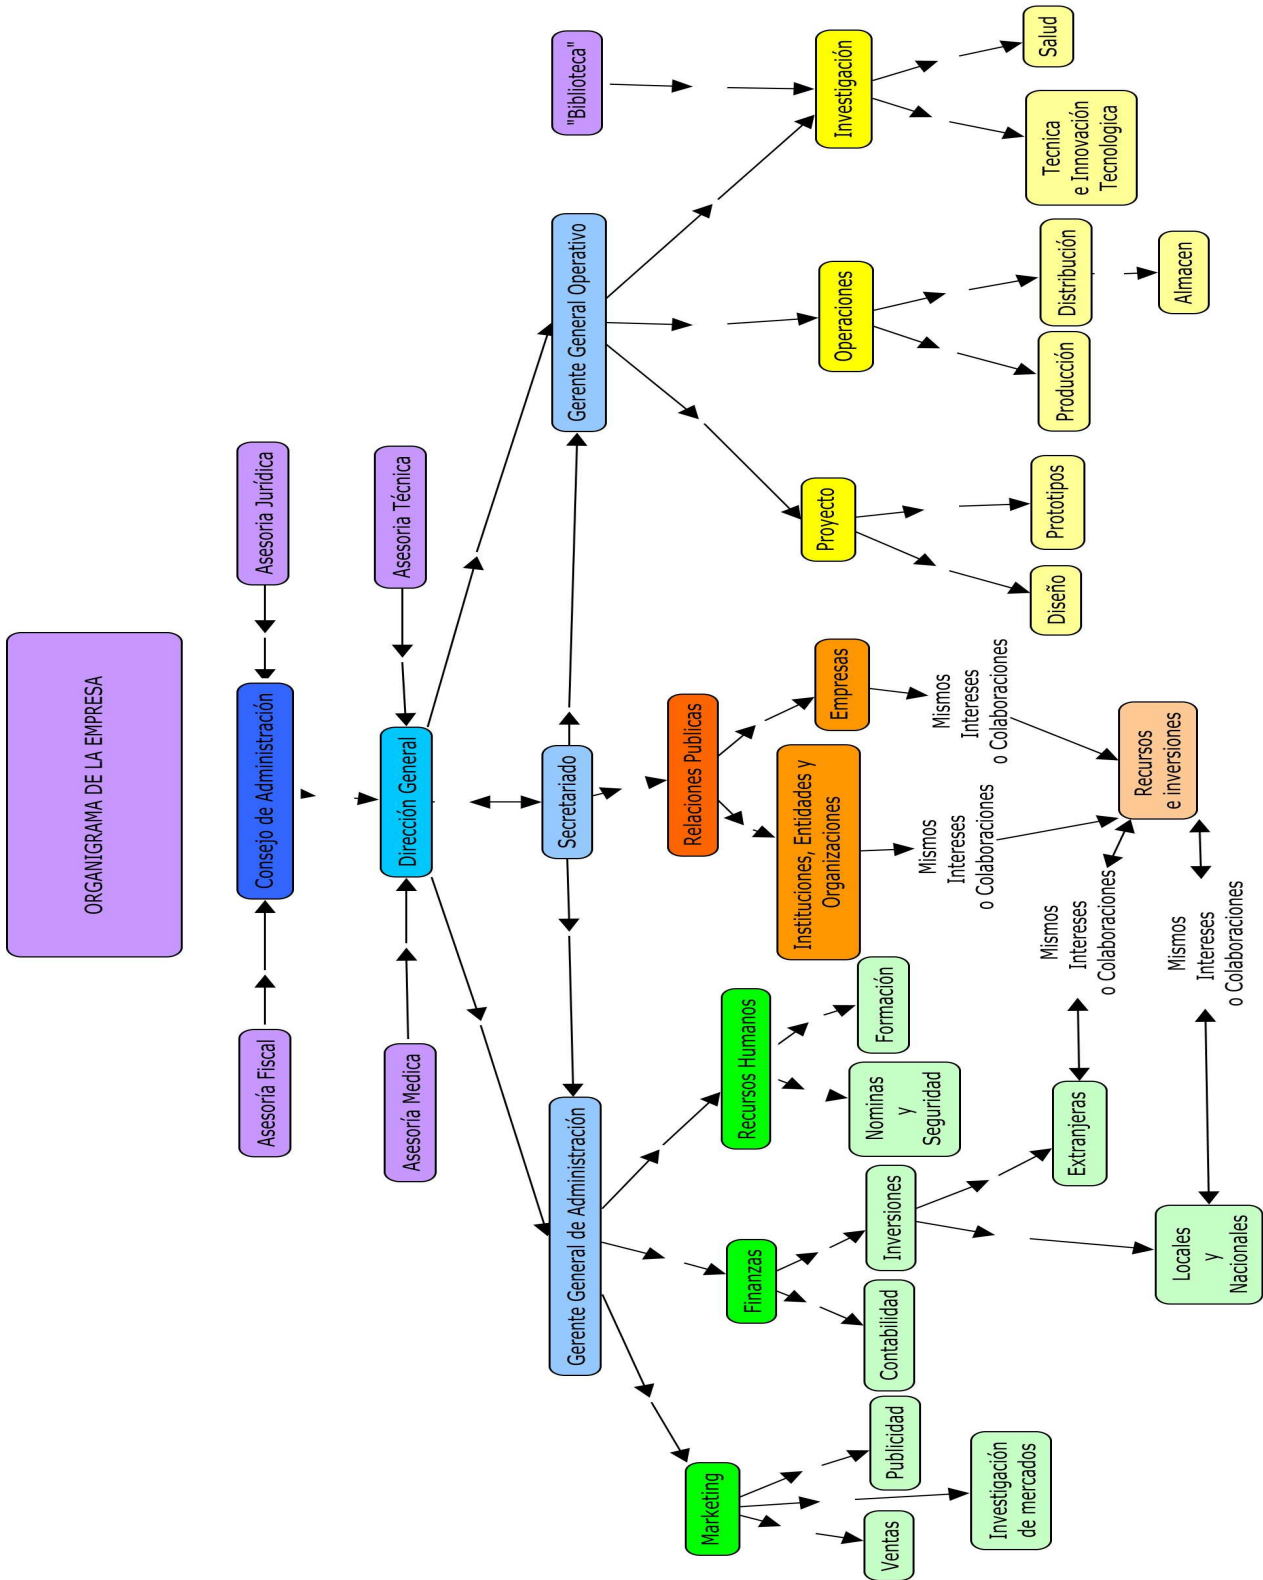 ORGANIGRAMA DE LA EMPRESA
Asesoría Fiscal
Consejo de Administración
Asesoria Jurídica
Asesoría Medica
Dirección General
Asesoria Técnica
Gerente General de Administración
Secretariado
Gerente General Operativo
"Biblioteca"
Marketing
Finanzas
Recursos Humanos
Relaciones Publicas
Proyecto
Operaciones
Investigación
Ventas
Publicidad
Contabilidad
Inversiones
Nominas
y
Seguridad
Formación
Instituciones, Entidades y
Organizaciones
Empresas
Investigación
de mercados
Mismos
Intereses
o Colaboraciones
Mismos
Intereses
o Colaboraciones
Diseño
Prototipos
Producción
Distribución
Tecnica
e Innovación
Tecnologica
Salud
Extranjeras
Mismos
Intereses
o Colaboraciones
Recursos
e inversiones
Almacen
Locales
y
Nacionales
Mismos
Intereses
o Colaboraciones